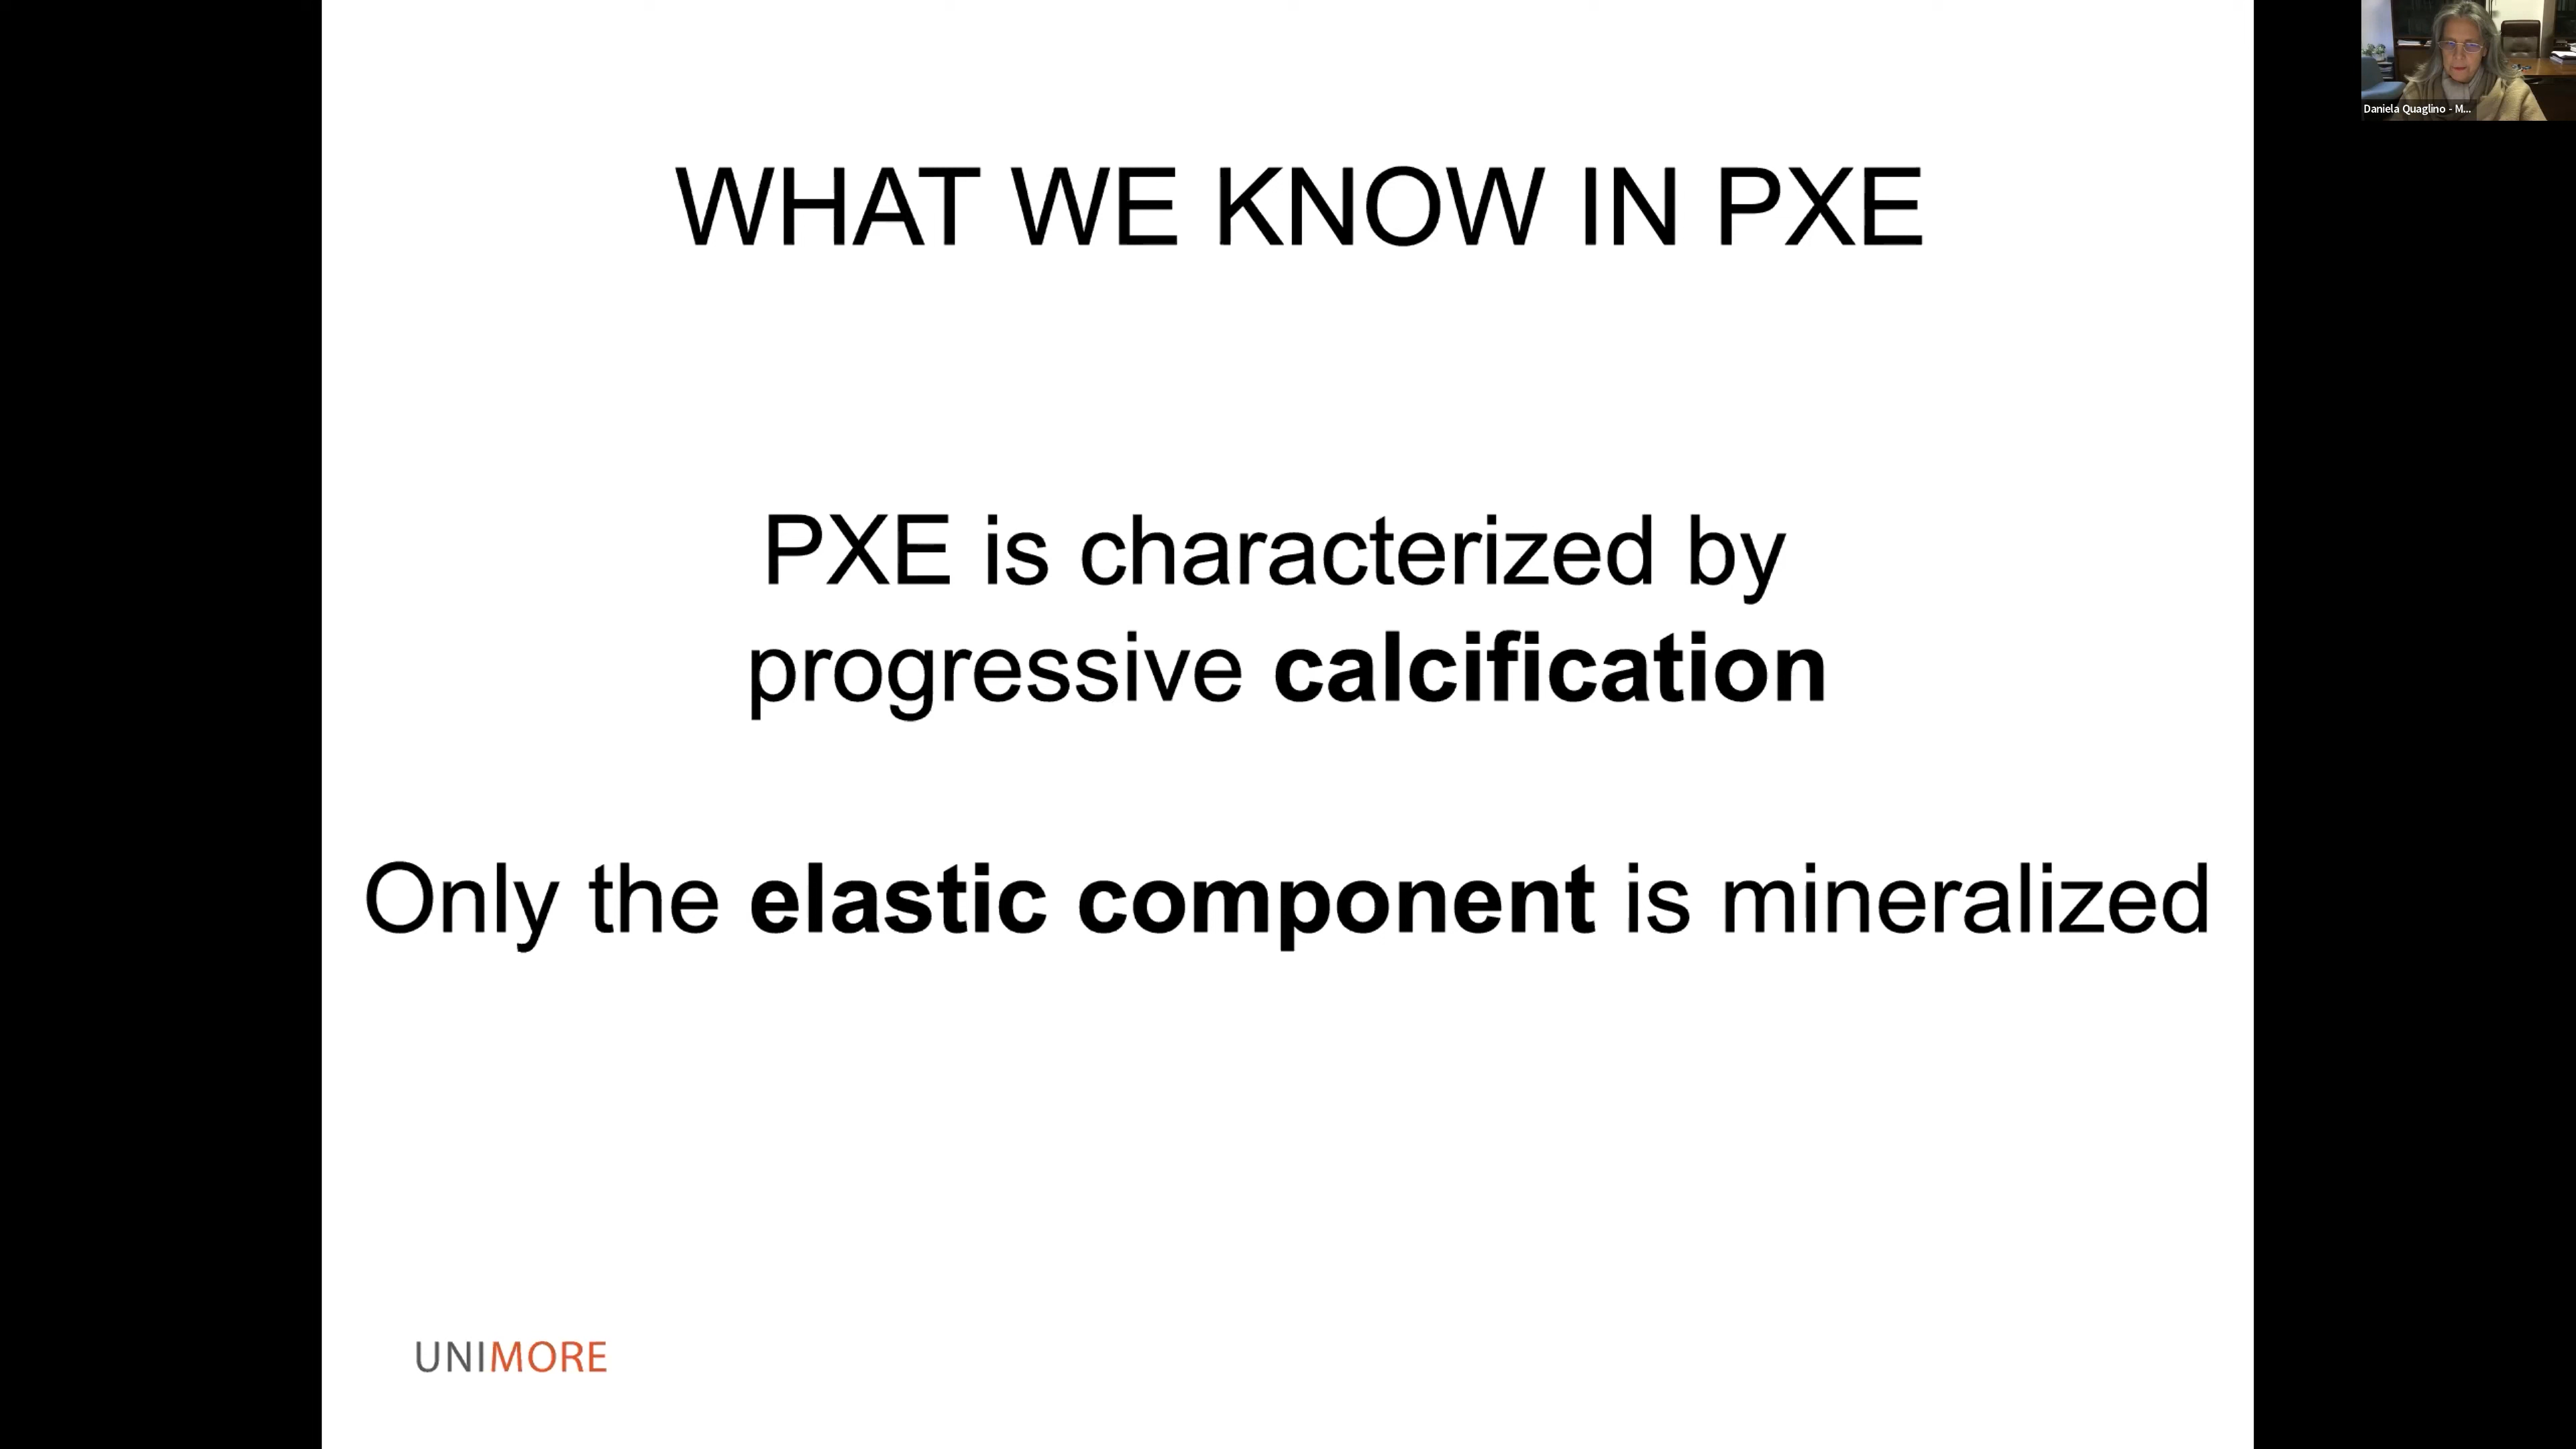 WHAT WE KNOW IN PXE
PXE is characterized by
progressive calcification
Only the elastic component is mineralized
UNIMORE
Daniela Quaglino - M...